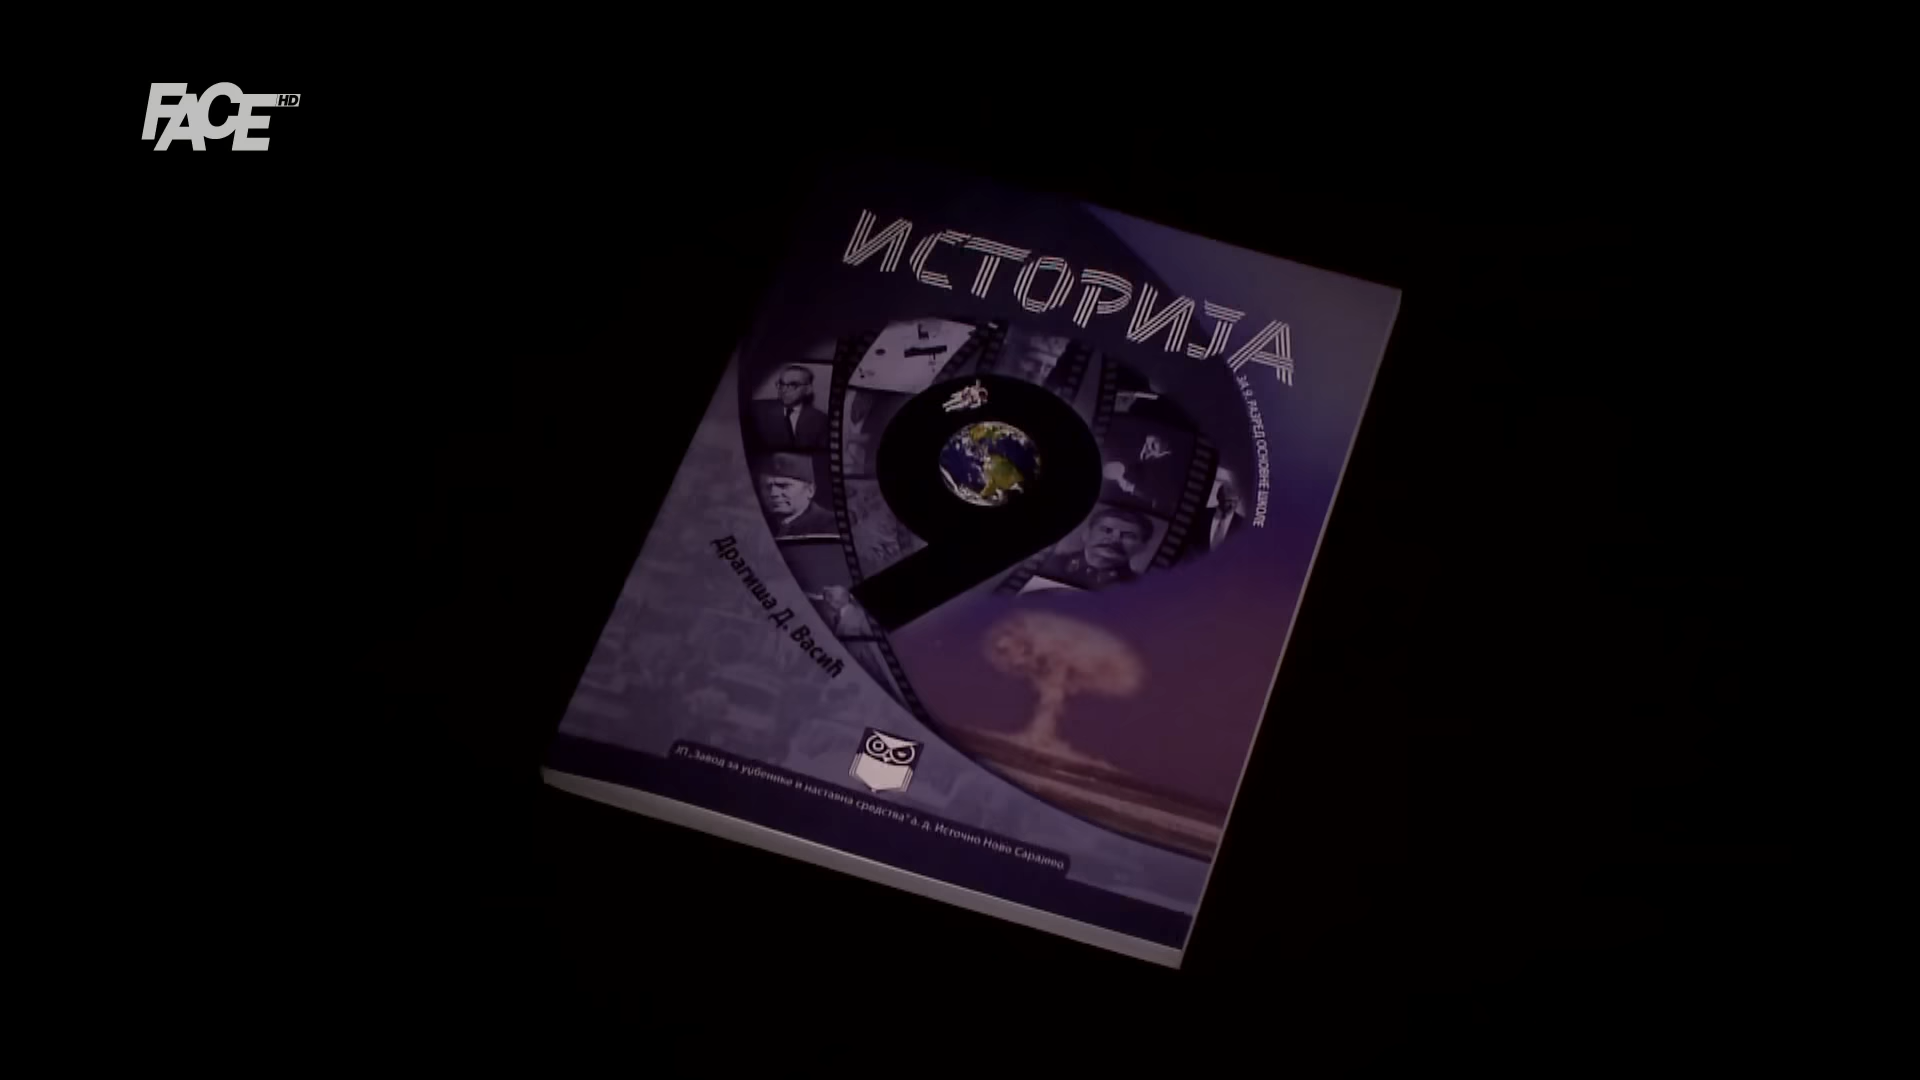 FACE HD
ИСТОРИЈА
ЗА 9. РАЗРЕД ОСНОВНЕ ШКОЛЕ
9
Драгиша Д. Васић
ЈП „Завод за уџбенике и наставна средства“ а. д. Источно Ново Сарајево